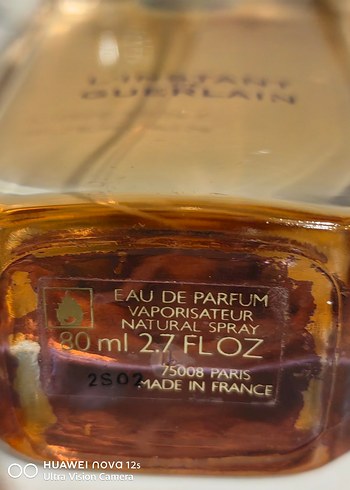 L'INSTANT
GUERLAIN
EAU DE PARFUM
VAPORISATEUR
NATURAL SPRAY
80 ml 2.7 FL OZ
75008 PARIS
2S02
MADE IN FRANCE
HUAWEI nova 12s
Ultra Vision Camera